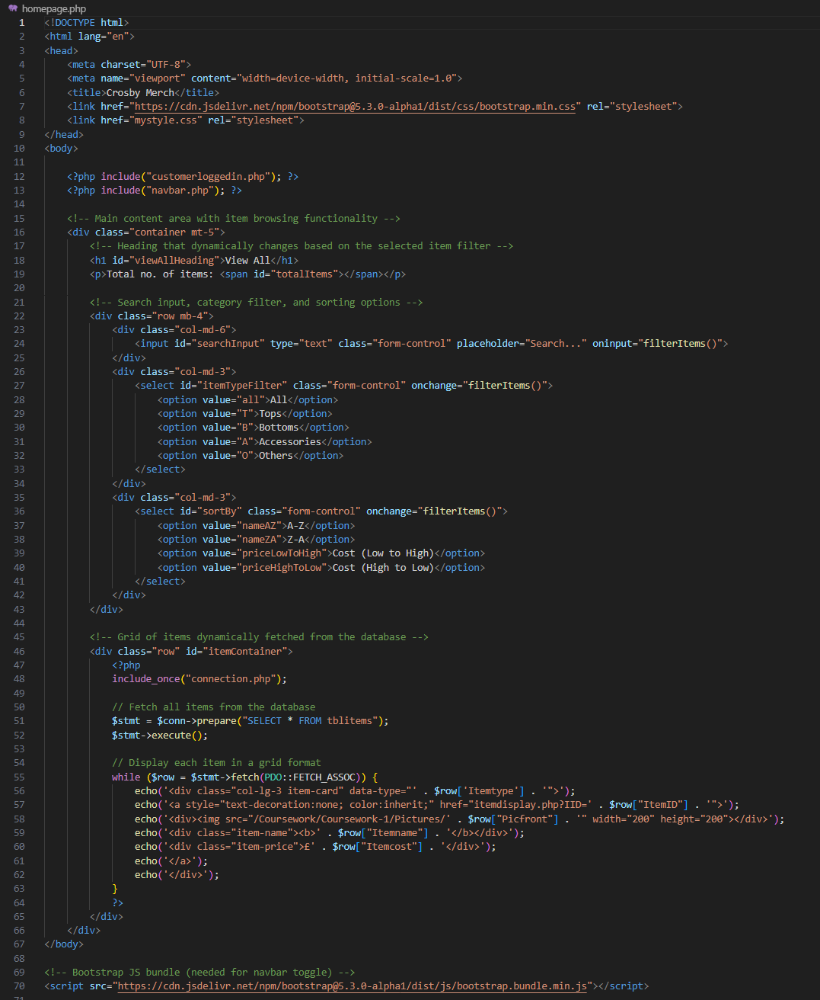 homepage.php
1 <!DOCTYPE html>
2 <html lang="en">
3 <head>
4     <meta charset="UTF-8">
5     <meta name="viewport" content="width=device-width, initial-scale=1.0">
6     <title>Crosby Merch</title>
7     <link href="https://cdn.jsdelivr.net/npm/bootstrap@5.3.0-alpha1/dist/css/bootstrap.min.css" rel="stylesheet">
8     <link href="mystyle.css" rel="stylesheet">
9 </head>
10 <body>
11
12     <?php include("customerloggedin.php"); ?>
13     <?php include("navbar.php"); ?>
14
15     <!-- Main content area with item browsing functionality -->
16     <div class="container mt-5">
17         <!-- Heading that dynamically changes based on the selected item filter -->
18         <h1 id="viewAllHeading">View All</h1>
19         <p>Total no. of items: <span id="totalItems"></span></p>
20
21         <!-- Search input, category filter, and sorting options -->
22         <div class="row mb-4">
23             <div class="col-md-6">
24                 <input id="searchInput" type="text" class="form-control" placeholder="Search..." oninput="filterItems()">
25             </div>
26             <div class="col-md-3">
27                 <select id="itemTypeFilter" class="form-control" onchange="filterItems()">
28                     <option value="all">All</option>
29                     <option value="T">Tops</option>
30                     <option value="B">Bottoms</option>
31                     <option value="A">Accessories</option>
32                     <option value="O">Others</option>
33                 </select>
34             </div>
35             <div class="col-md-3">
36                 <select id="sortBy" class="form-control" onchange="filterItems()">
37                     <option value="nameAZ">A-Z</option>
38                     <option value="nameZA">Z-A</option>
39                     <option value="priceLowToHigh">Cost (Low to High)</option>
40                     <option value="priceHighToLow">Cost (High to Low)</option>
41                 </select>
42             </div>
43         </div>
44
45         <!-- Grid of items dynamically fetched from the database -->
46         <div class="row" id="itemContainer">
47             <?php
48             include_once("connection.php");
49
50             // Fetch all items from the database
51             $stmt = $conn->prepare("SELECT * FROM tblitems");
52             $stmt->execute();
53
54             // Display each item in a grid format
55             while ($row = $stmt->fetch(PDO::FETCH_ASSOC)) {
56                 echo('<div class="col-lg-3 item-card" data-type="' . $row['Itemtype'] . '">');
57                 echo('<a style="text-decoration:none; color:inherit;" href="itemdisplay.php?IID=' . $row["ItemID"] . '">');
58                 echo('<div><img src="/Coursework/Coursework-1/Pictures/' . $row["Picfront"] . '" width="200" height="200"></div>');
59                 echo('<div class="item-name"><b>' . $row["Itemname"] . '</b></div>');
60                 echo('<div class="item-price">£' . $row["Itemcost"] . '</div>');
61                 echo('</a>');
62                 echo('</div>');
63             }
64             ?>
65         </div>
66     </div>
67 </body>
68
69 <!-- Bootstrap JS bundle (needed for navbar toggle) -->
70 <script src="https://cdn.jsdelivr.net/npm/bootstrap@5.3.0-alpha1/dist/js/bootstrap.bundle.min.js"></script>
71